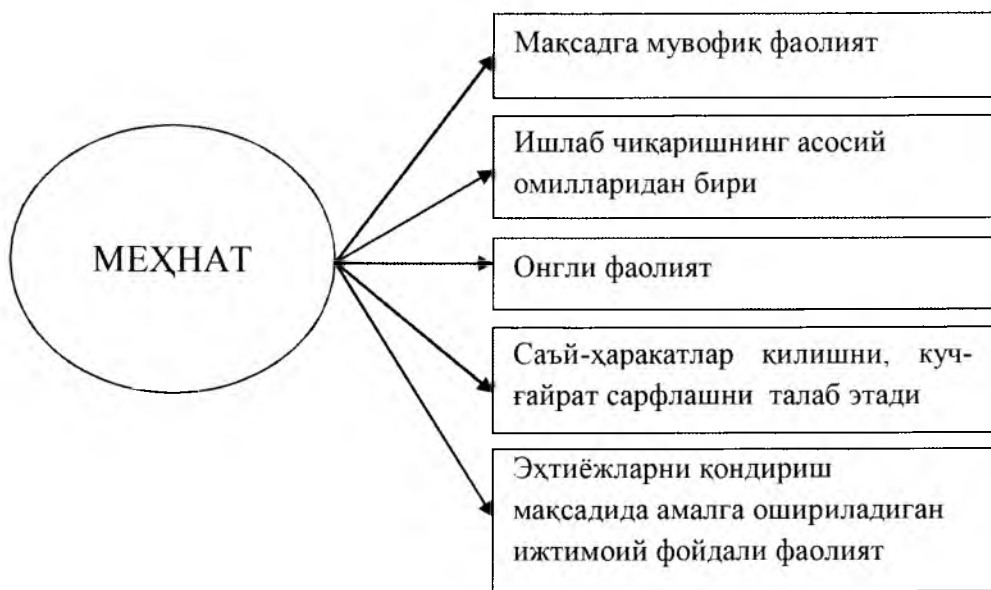 МЕҲНАТ
Мақсадга мувофиқ фаолият
Ишлаб чиқаришнинг асосий
омилларидан бири
Онгли фаолият
Саъй-ҳаракатлар қилишни, куч-
ғайрат сарфлашни талаб этади
Эҳтиёжларни қондириш
мақсадида амалга ошириладиган
ижтимоий фойдали фаолият